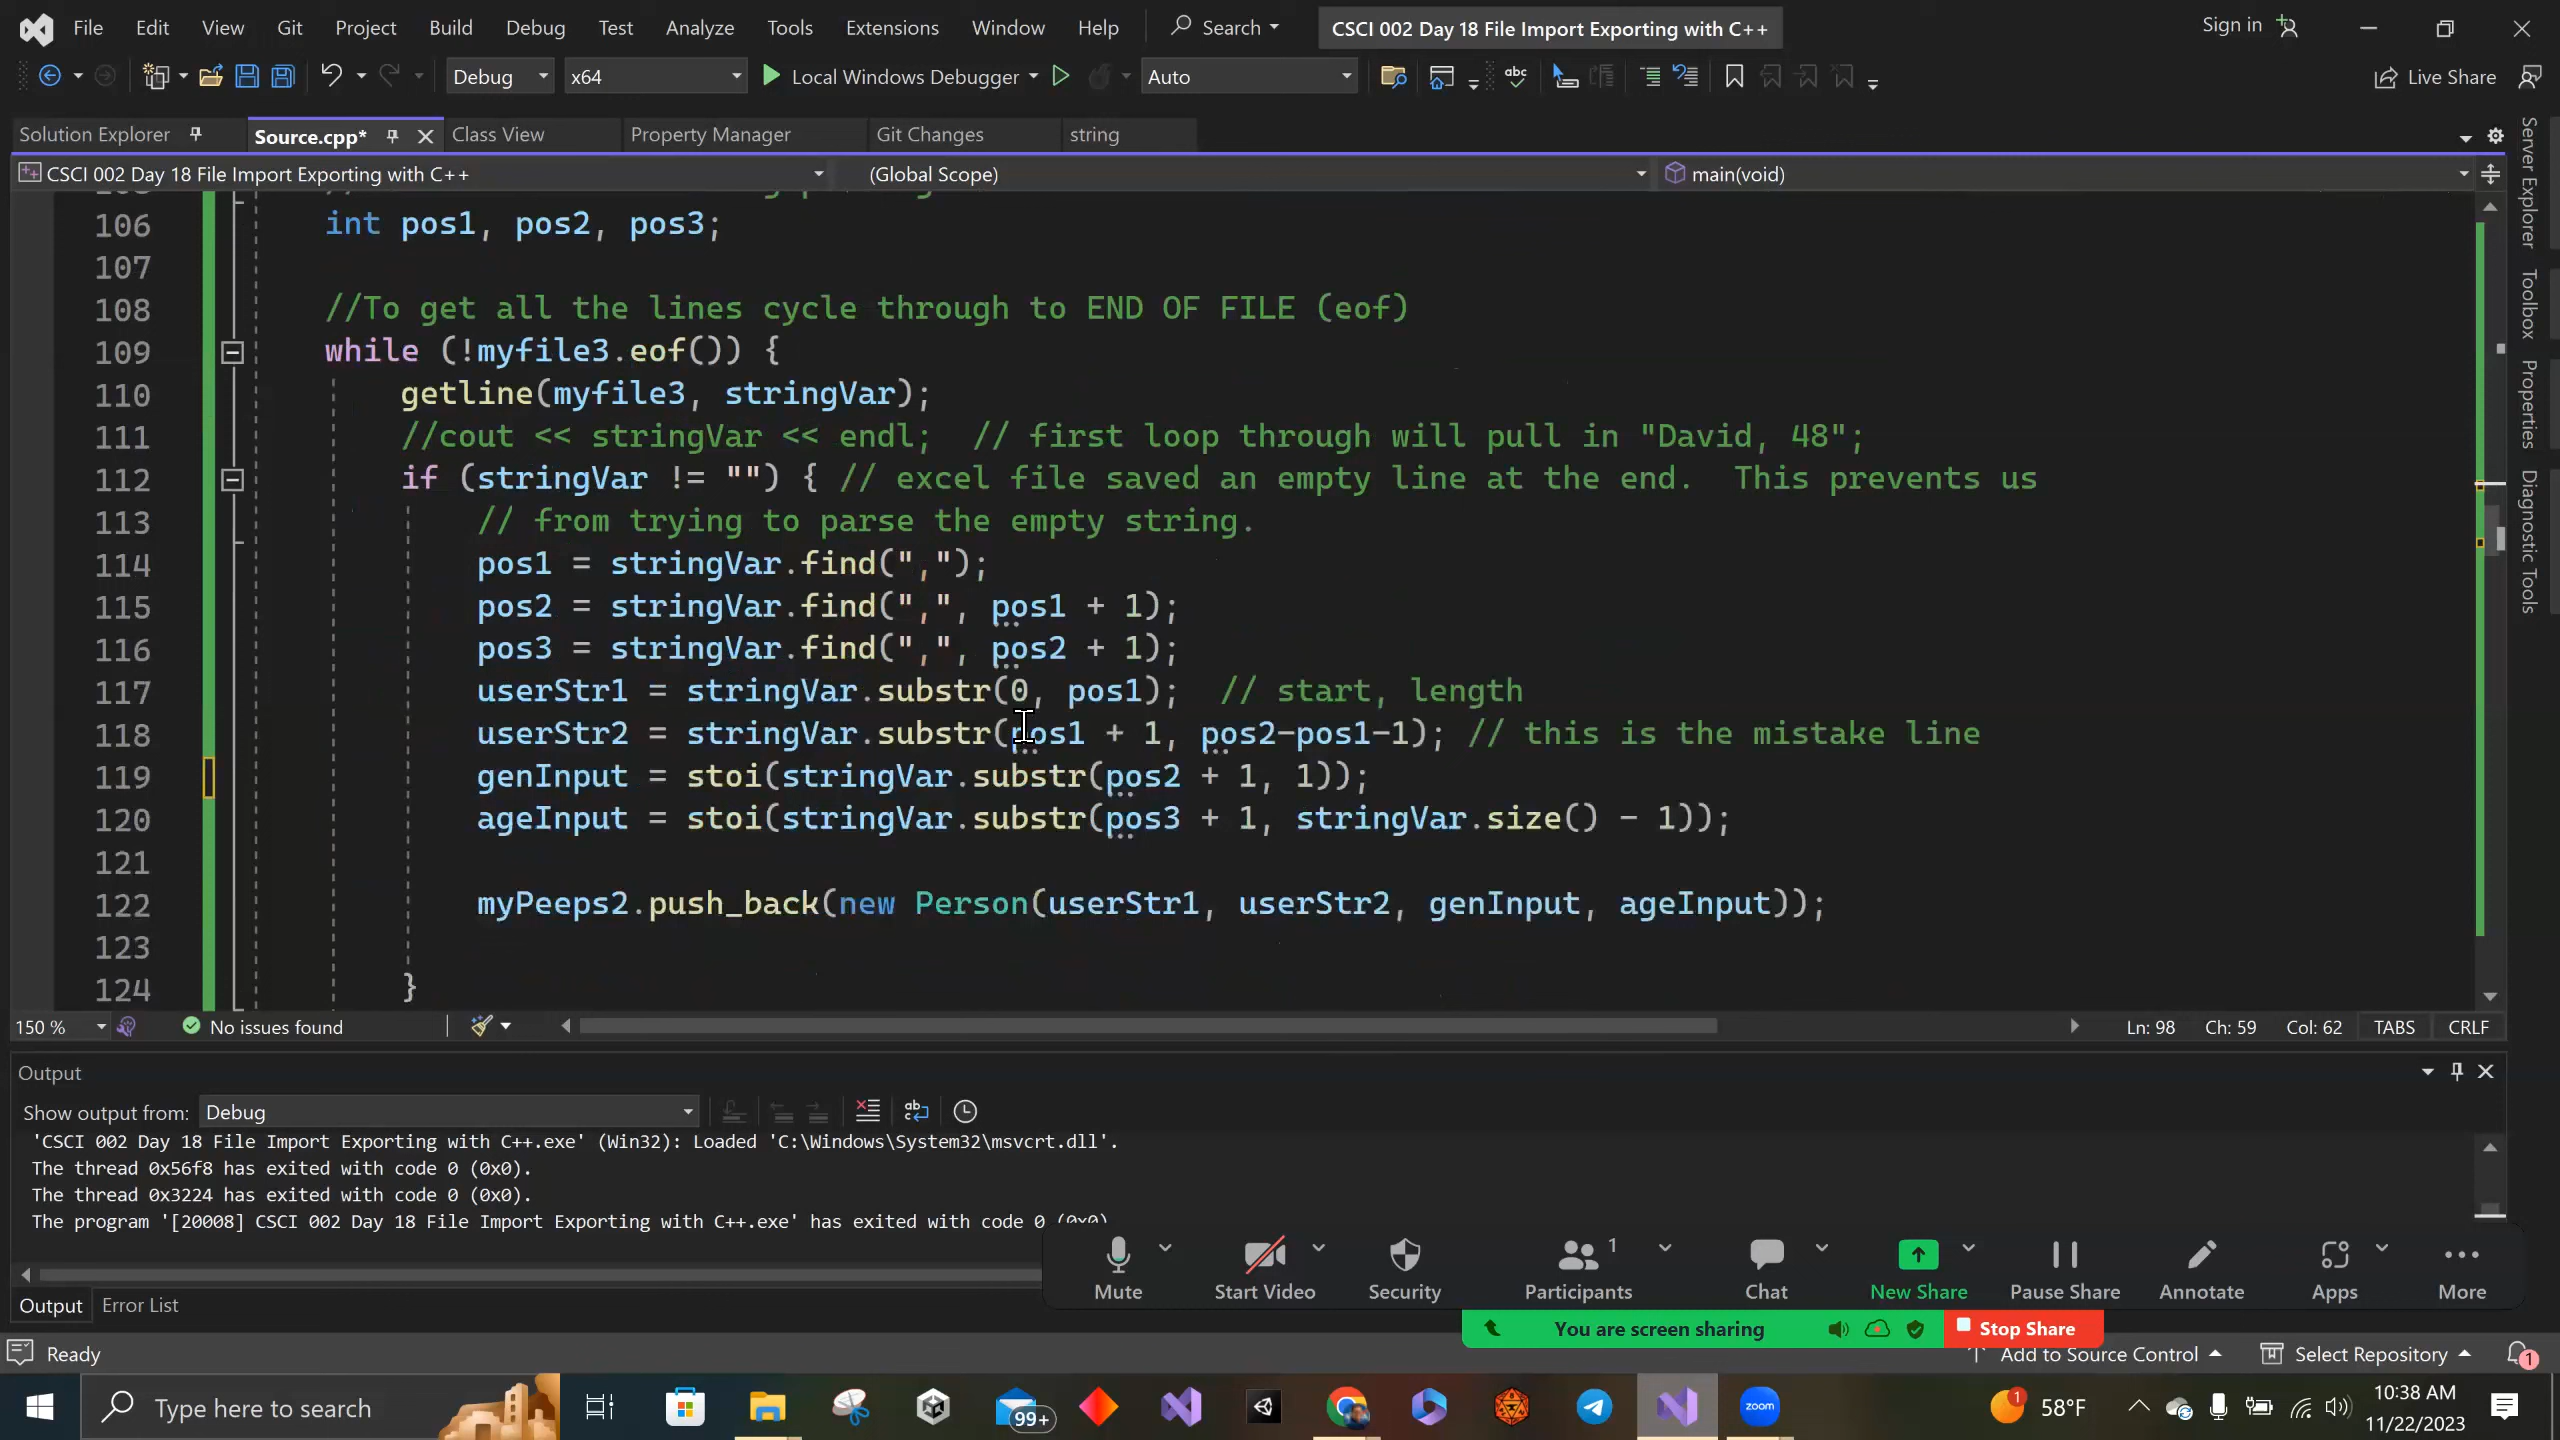 File Edit View Git Project Build Debug Test Analyze Tools Extensions Window Help Search CSCI 002 Day 18 File Import Exporting with C++ Sign in
Debug x64 Local Windows Debugger Auto Live Share
Solution Explorer Source.cpp* Class View Property Manager Git Changes string
CSCI 002 Day 18 File Import Exporting with C++ (Global Scope) main(void)
106 int pos1, pos2, pos3;
107
108 //To get all the lines cycle through to END OF FILE (eof)
109 while (!myfile3.eof()) {
110 getline(myfile3, stringVar);
111 //cout << stringVar << endl;  // first loop through will pull in "David, 48";
112 if (stringVar != "") { // excel file saved an empty line at the end.  This prevents us
113 // from trying to parse the empty string.
114 pos1 = stringVar.find(",");
115 pos2 = stringVar.find(",", pos1 + 1);
116 pos3 = stringVar.find(",", pos2 + 1);
117 userStr1 = stringVar.substr(0, pos1);  // start, length
118 userStr2 = stringVar.substr(pos1 + 1, pos2-pos1-1); // this is the mistake line
119 genInput = stoi(stringVar.substr(pos2 + 1, 1));
120 ageInput = stoi(stringVar.substr(pos3 + 1, stringVar.size() - 1));
121
122 myPeeps2.push_back(new Person(userStr1, userStr2, genInput, ageInput));
123
124 }
150 % No issues found Ln: 98 Ch: 59 Col: 62 TABS CRLF
Output
Show output from: Debug
'CSCI 002 Day 18 File Import Exporting with C++.exe' (Win32): Loaded 'C:\Windows\System32\msvcrt.dll'.
The thread 0x56f8 has exited with code 0 (0x0).
The thread 0x3224 has exited with code 0 (0x0).
The program '[20008] CSCI 002 Day 18 File Import Exporting with C++.exe' has exited with code 0 (0x0)
Output Error List
Mute Start Video Security Participants 1 Chat New Share Pause Share Annotate Apps More
You are screen sharing Stop Share
Ready Add to Source Control Select Repository 1
Type here to search 99+ zoom 1 58°F 10:38 AM
11/22/2023
Server Explorer
Toolbox
Properties
Diagnostic Tools